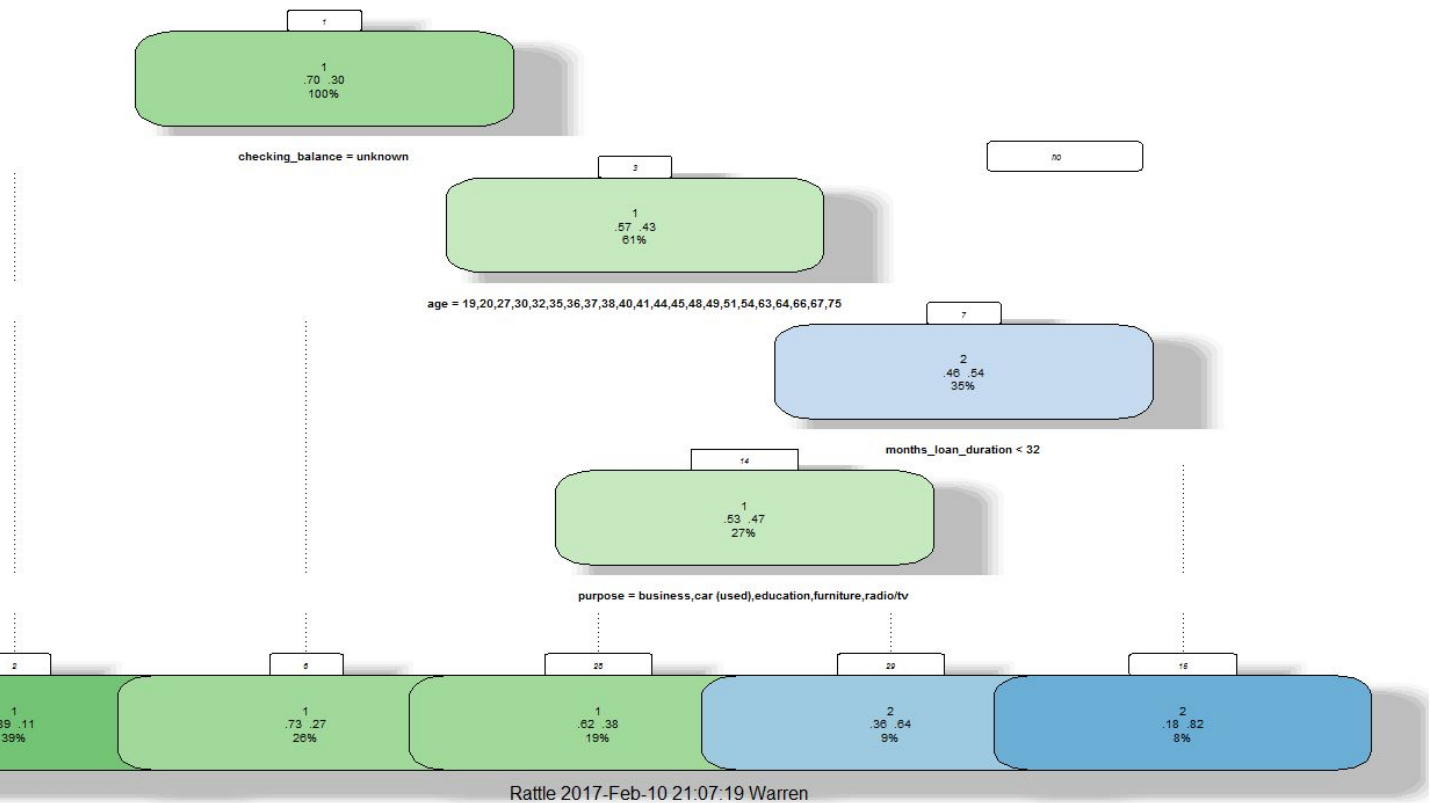 1
1
.70 .30
100%
checking_balance = unknown
no
3
1
.57 .43
61%
age = 19,20,27,30,32,35,36,37,38,40,41,44,45,48,49,51,54,63,64,66,67,75
7
2
.46 .54
35%
months_loan_duration < 32
14
1
.53 .47
27%
purpose = business,car (used),education,furniture,radio/tv
2 6 28 29 15
1 1 1 2 2
89 .11 .73 .27 .62 .38 .36 .64 .18 .82
39% 26% 19% 9% 8%
Rattle 2017-Feb-10 21:07:19 Warren